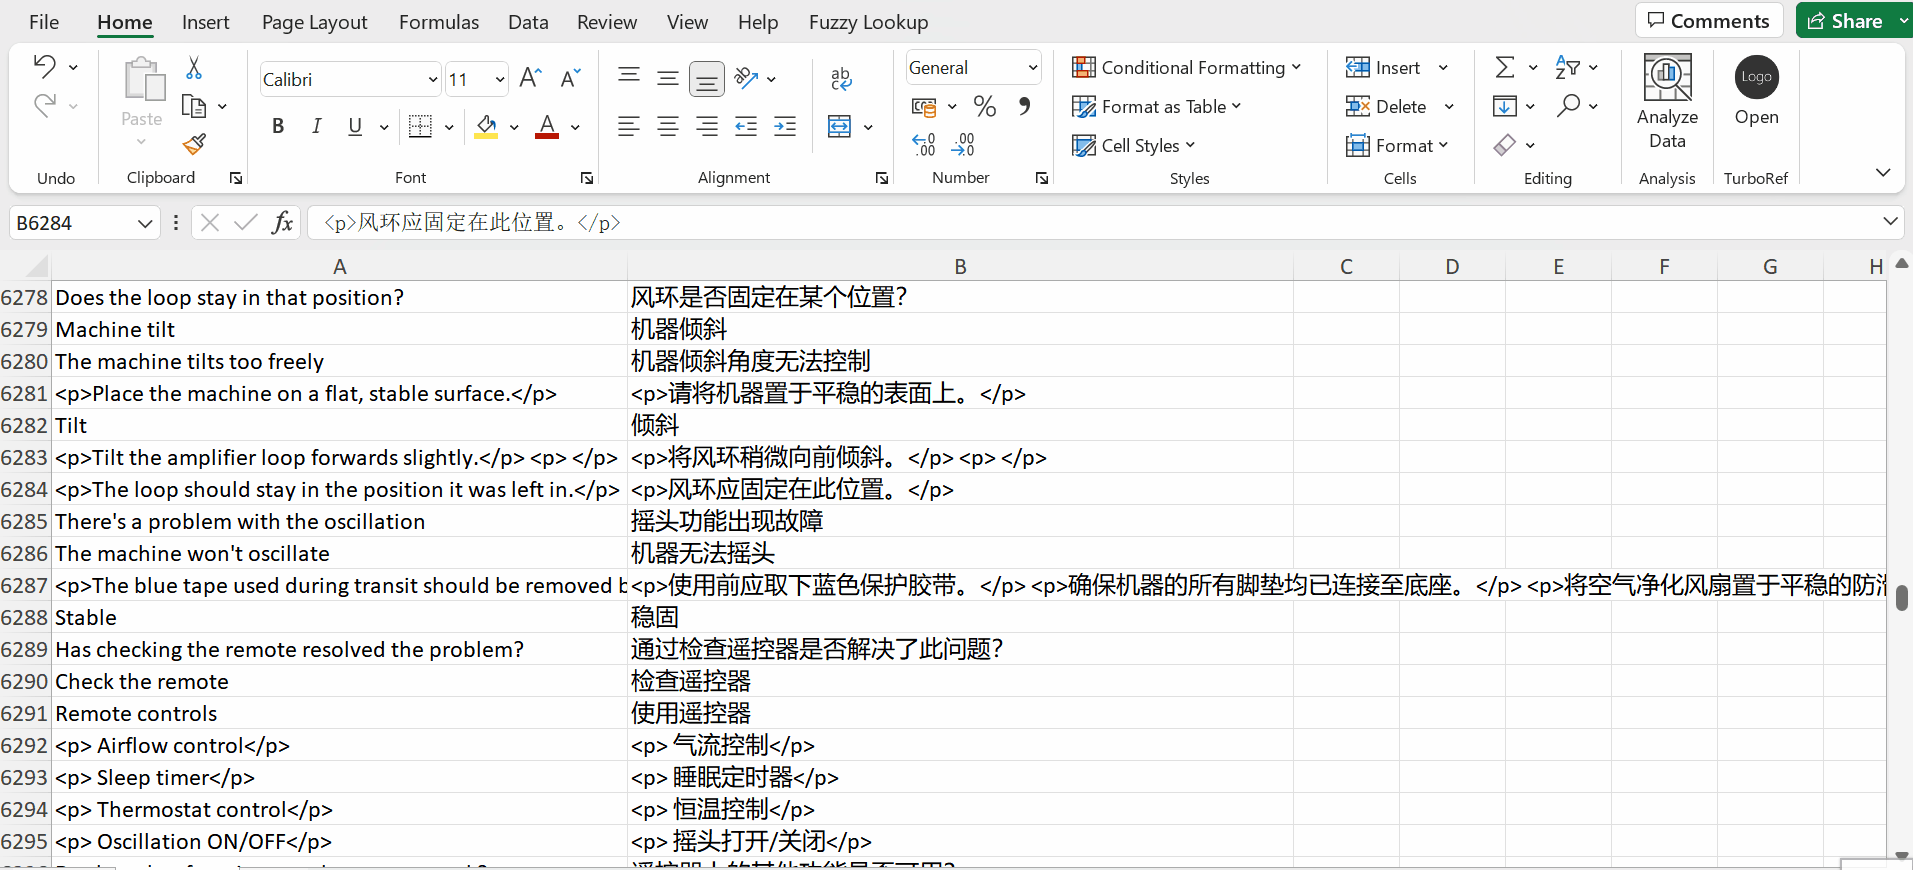 File Home Insert Page Layout Formulas Data Review View Help Fuzzy Lookup Comments Share
Calibri 11 General Conditional Formatting Insert
Paste Format as Table Delete
B I U A Cell Styles Format
Analyze Data
Logo
Open
Undo Clipboard Font Alignment Number Styles Cells Editing Analysis TurboRef
B6284 fx <p>风环应固定在此位置。</p>
A B C D E F G H
6278 Does the loop stay in that position? 风环是否固定在某个位置?
6279 Machine tilt 机器倾斜
6280 The machine tilts too freely 机器倾斜角度无法控制
6281 <p>Place the machine on a flat, stable surface.</p> <p>请将机器置于平稳的表面上。</p>
6282 Tilt 倾斜
6283 <p>Tilt the amplifier loop forwards slightly.</p> <p> </p> <p>将风环稍微向前倾斜。</p> <p> </p>
6284 <p>The loop should stay in the position it was left in.</p> <p>风环应固定在此位置。</p>
6285 There's a problem with the oscillation 摇头功能出现故障
6286 The machine won't oscillate 机器无法摇头
6287 <p>The blue tape used during transit should be removed b <p>使用前应取下蓝色保护胶带。</p> <p>确保机器的所有脚垫均已连接至底座。</p> <p>将空气净化风扇置于平稳的防滑
6288 Stable 稳固
6289 Has checking the remote resolved the problem? 通过检查遥控器是否解决了此问题?
6290 Check the remote 检查遥控器
6291 Remote controls 使用遥控器
6292 <p> Airflow control</p> <p> 气流控制</p>
6293 <p> Sleep timer</p> <p> 睡眠定时器</p>
6294 <p> Thermostat control</p> <p> 恒温控制</p>
6295 <p> Oscillation ON/OFF</p> <p> 摇头打开/关闭</p>